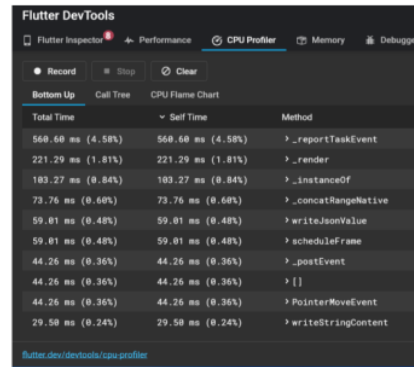 Flutter DevTools
Flutter Inspector 8 Performance CPU Profiler Memory Debugge
Record Stop Clear
Bottom Up Call Tree CPU Flame Chart
Total Time Self Time Method
560.60 ms (4.58%) 560.60 ms (4.58%) _reportTaskEvent
221.29 ms (1.81%) 221.29 ms (1.81%) _render
103.27 ms (0.84%) 103.27 ms (0.84%) _instanceOf
73.76 ms (0.60%) 73.76 ms (0.60%) _concatRangeNative
59.01 ms (0.48%) 59.01 ms (0.48%) writeJsonValue
59.01 ms (0.48%) 59.01 ms (0.48%) scheduleFrame
44.26 ms (0.36%) 44.26 ms (0.36%) _postEvent
44.26 ms (0.36%) 44.26 ms (0.36%) []
44.26 ms (0.36%) 44.26 ms (0.36%) PointerMoveEvent
29.50 ms (0.24%) 29.50 ms (0.24%) writeStringContent
flutter.dev/devtools/cpu-profiler